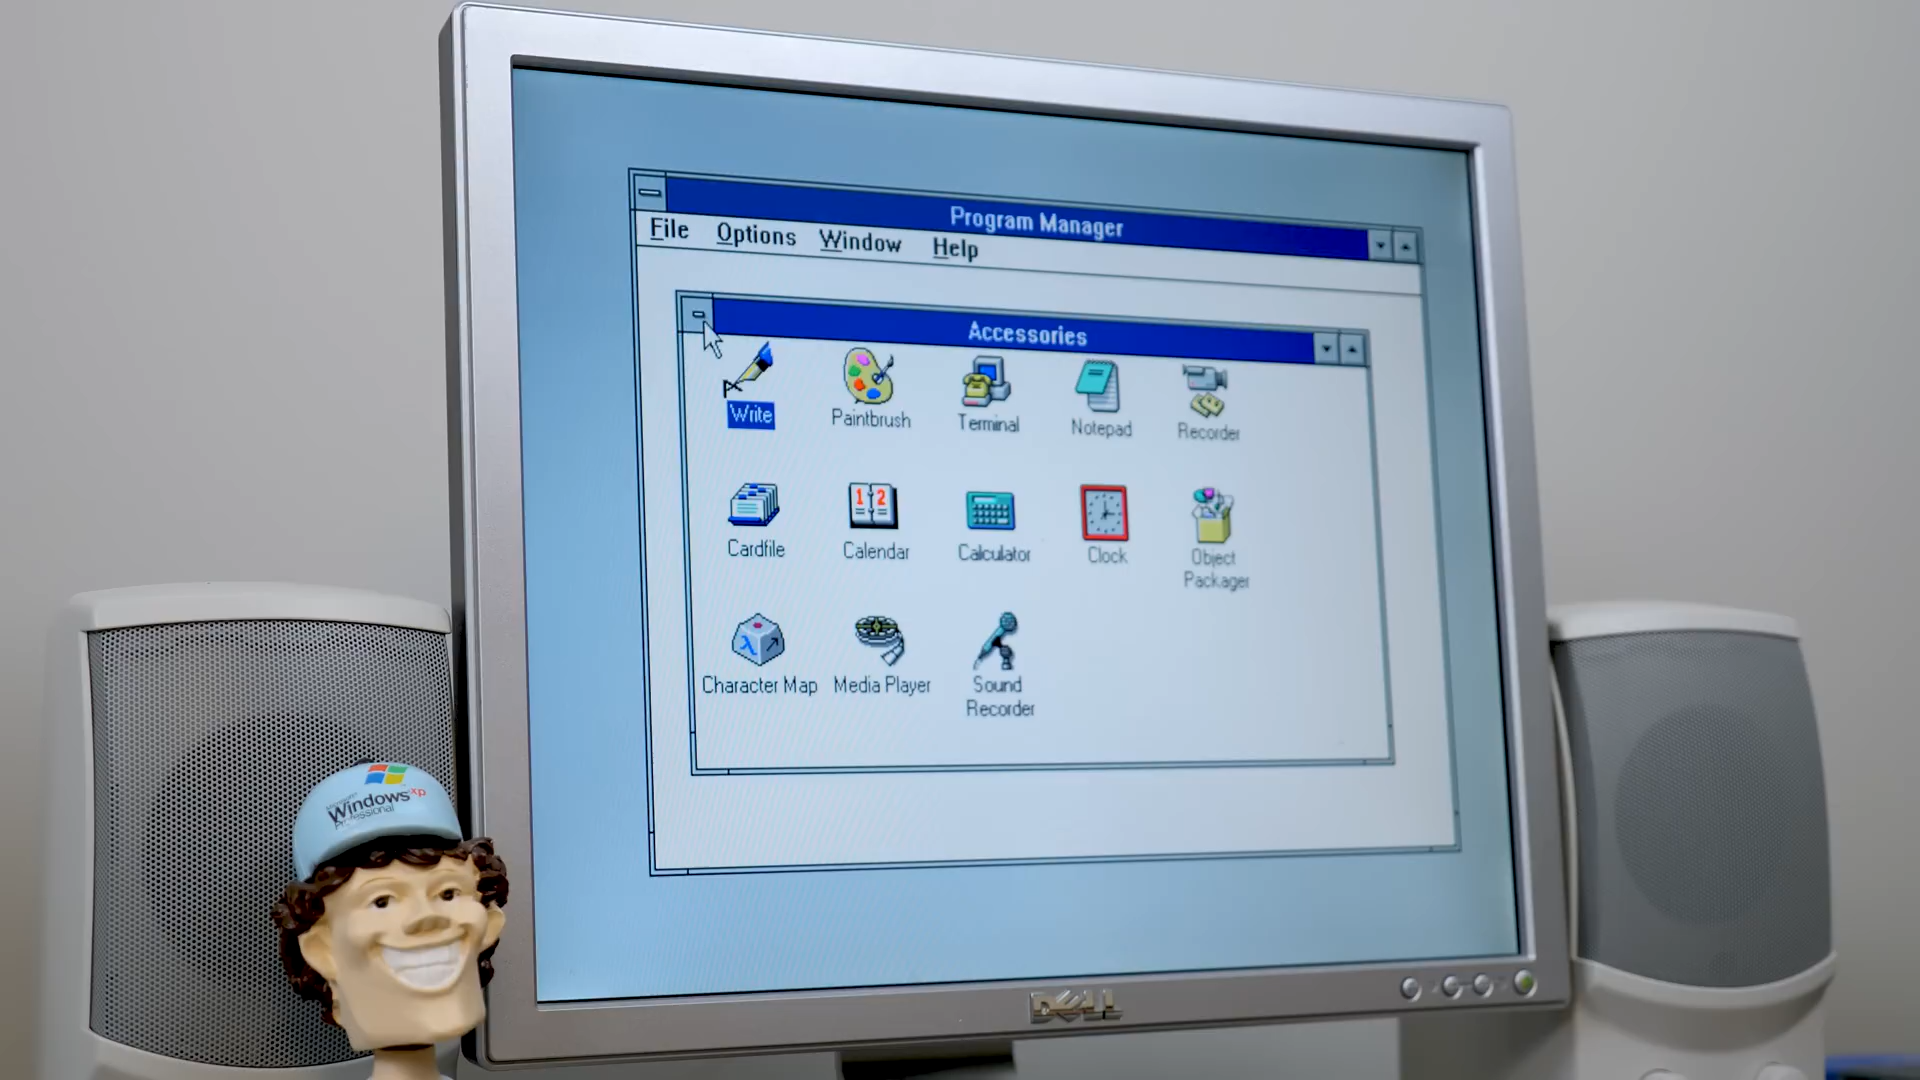 Program Manager
File Options Window Help
Accessories
Write Paintbrush Terminal Notepad Recorder
Cardfile Calendar Calculator Clock Object
Packager
Character Map Media Player Sound
Recorder
Microsoft
Windows xp
Professional
DELL